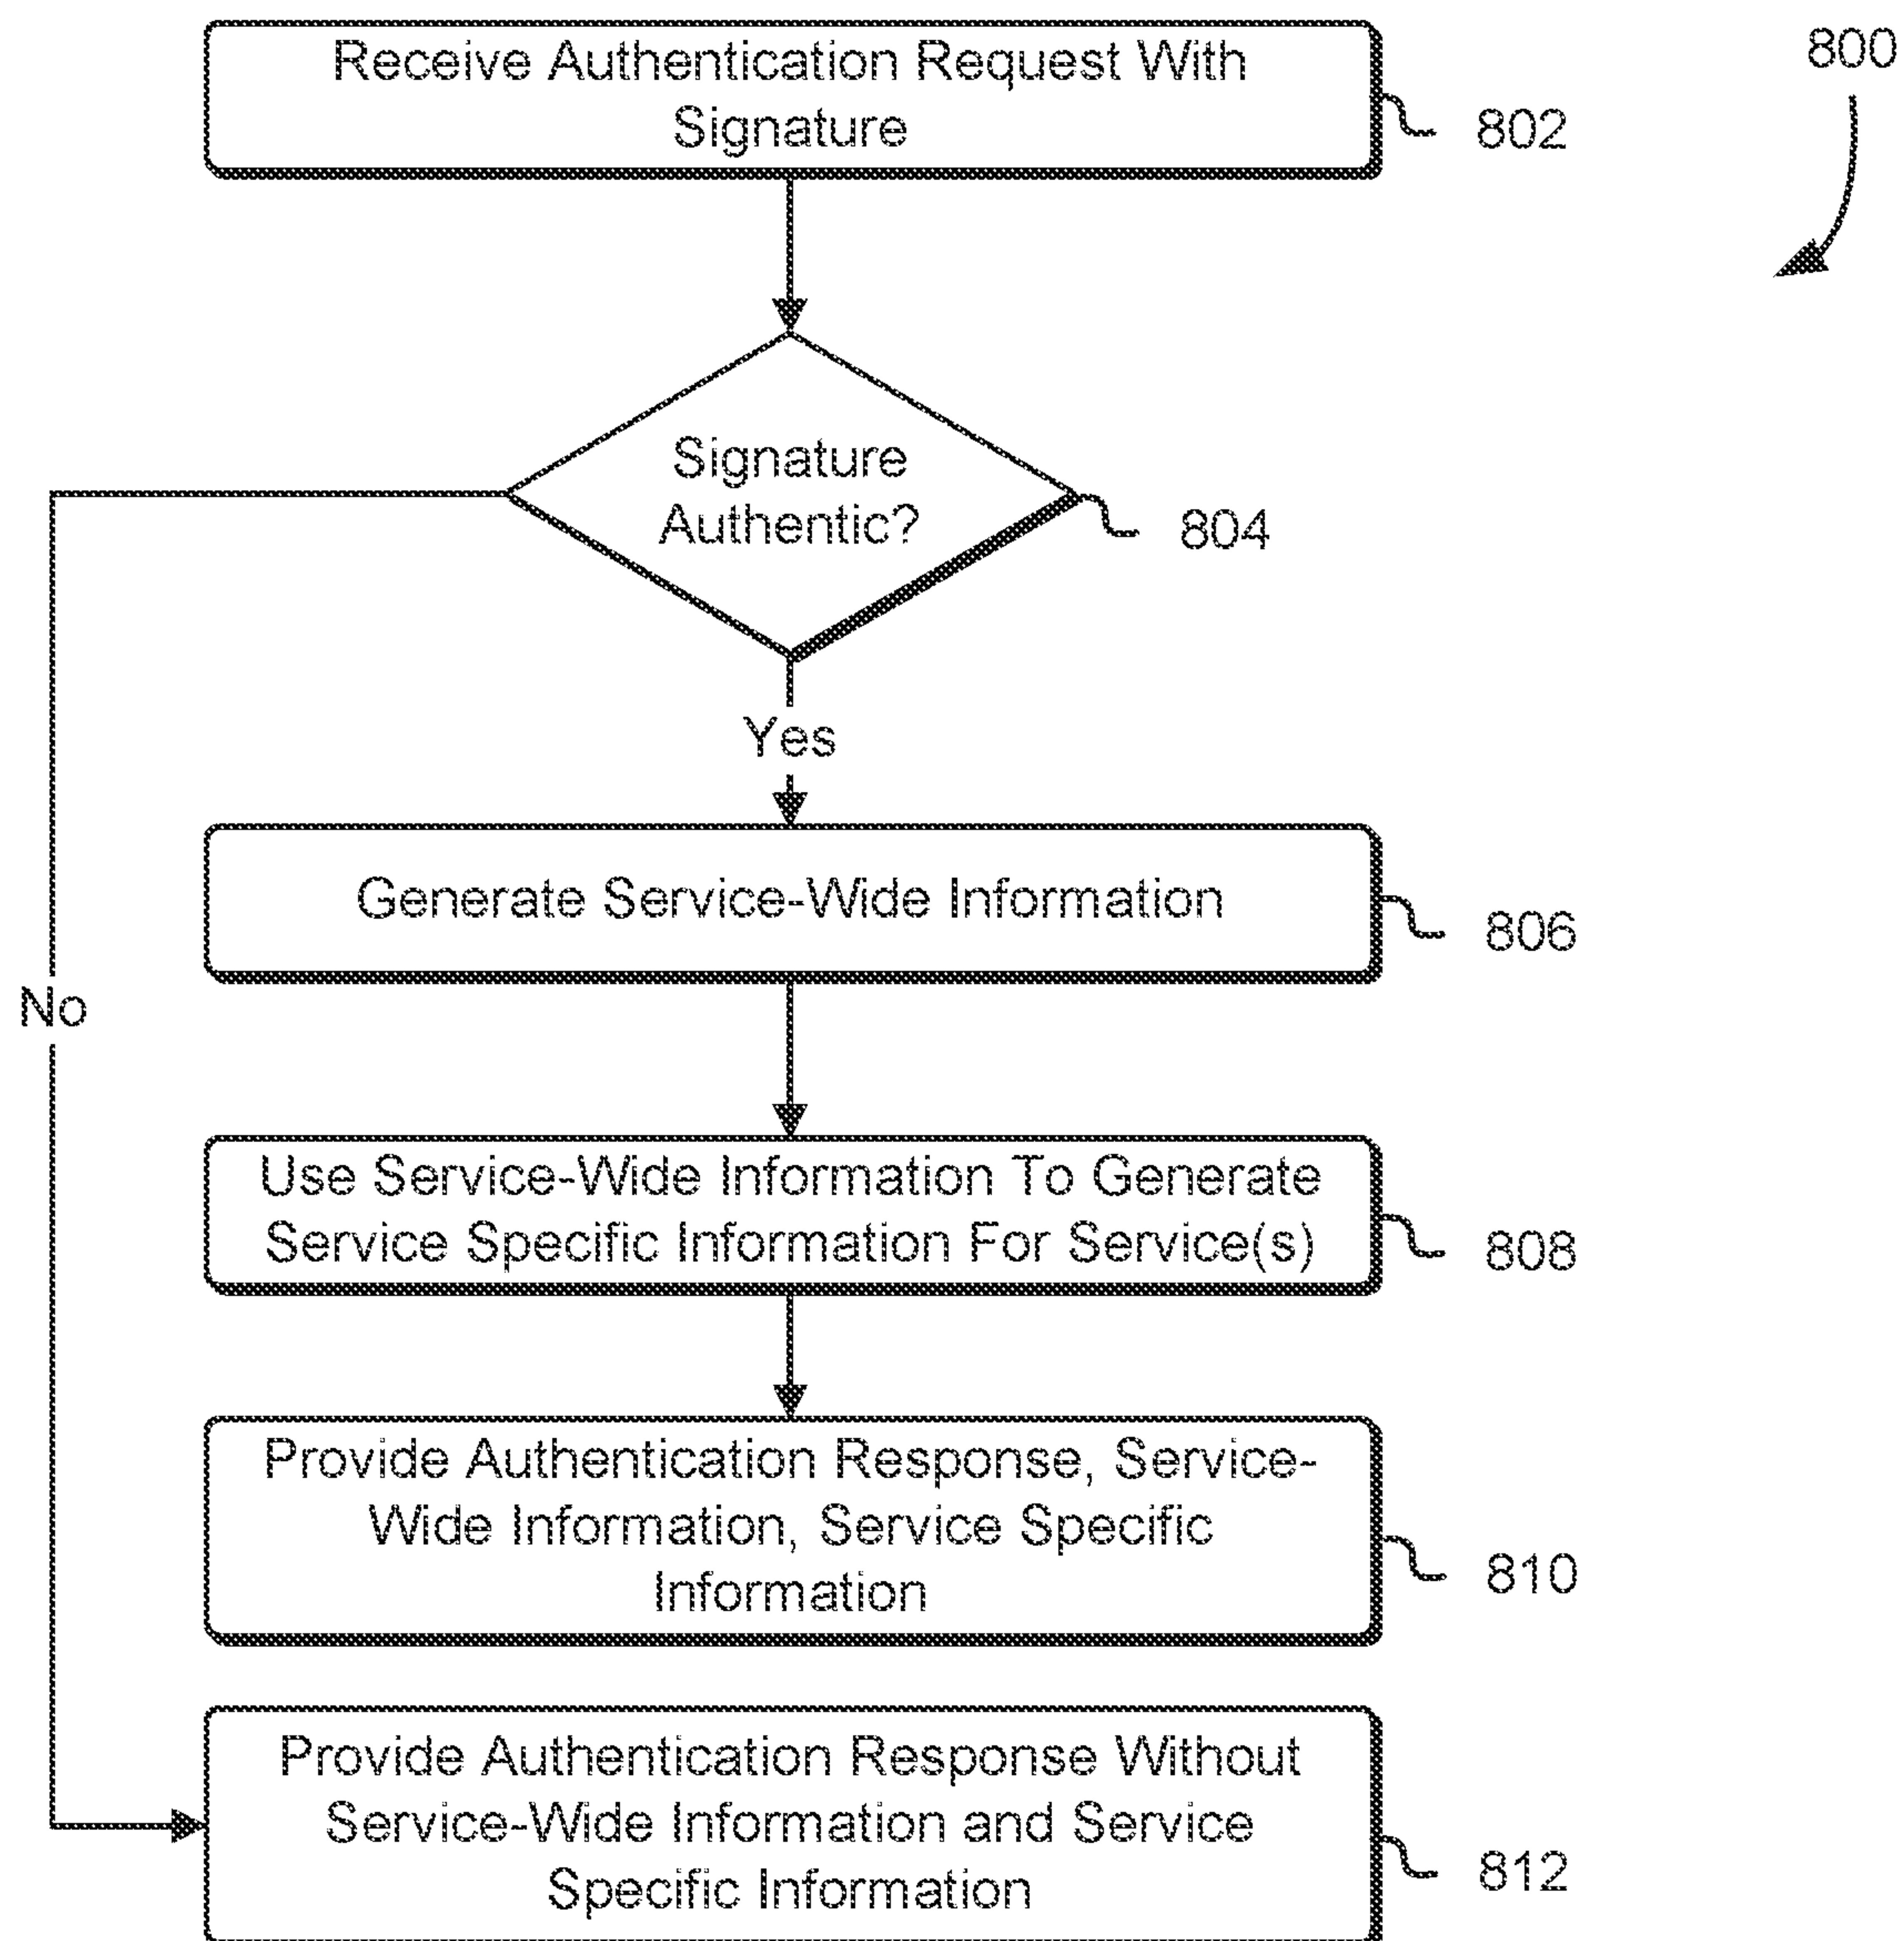 Receive Authentication Request With
Signature
800
802
Signature
Authentic?
804
Yes
Generate Service-Wide Information
806
No
Use Service-Wide Information To Generate
Service Specific Information For Service(s)
808
Provide Authentication Response, Service-
Wide Information, Service Specific
Information
810
Provide Authentication Response Without
Service-Wide Information and Service
Specific Information
812